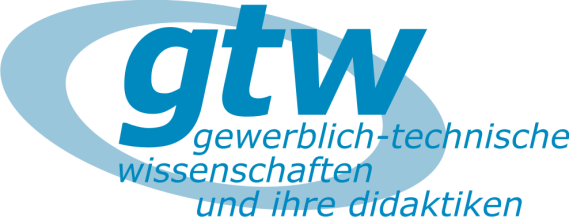 gtw
gewerblich-technische
wissenschaften
und ihre didaktiken